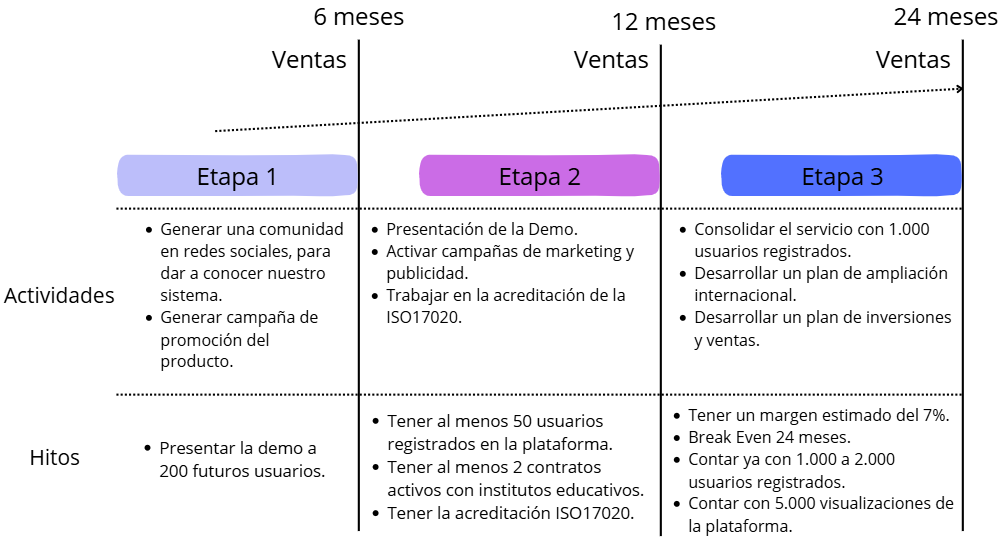 6 meses
12 meses
24 meses
Ventas
Ventas
Ventas
Etapa 1
Etapa 2
Etapa 3
Actividades
• Generar una comunidad
en redes sociales, para
dar a conocer nuestro
sistema.
• Generar campaña de
promoción del
producto.
• Presentación de la Demo.
• Activar campañas de marketing y
publicidad.
• Trabajar en la acreditación de la
ISO17020.
• Consolidar el servicio con 1.000
usuarios registrados.
• Desarrollar un plan de ampliación
internacional.
• Desarrollar un plan de inversiones
y ventas.
Hitos
• Presentar la demo a
200 futuros usuarios.
• Tener al menos 50 usuarios
registrados en la plataforma.
• Tener al menos 2 contratos
activos con institutos educativos.
• Tener la acreditación ISO17020.
• Tener un margen estimado del 7%.
• Break Even 24 meses.
• Contar ya con 1.000 a 2.000
usuarios registrados.
• Contar con 5.000 visualizaciones de
la plataforma.